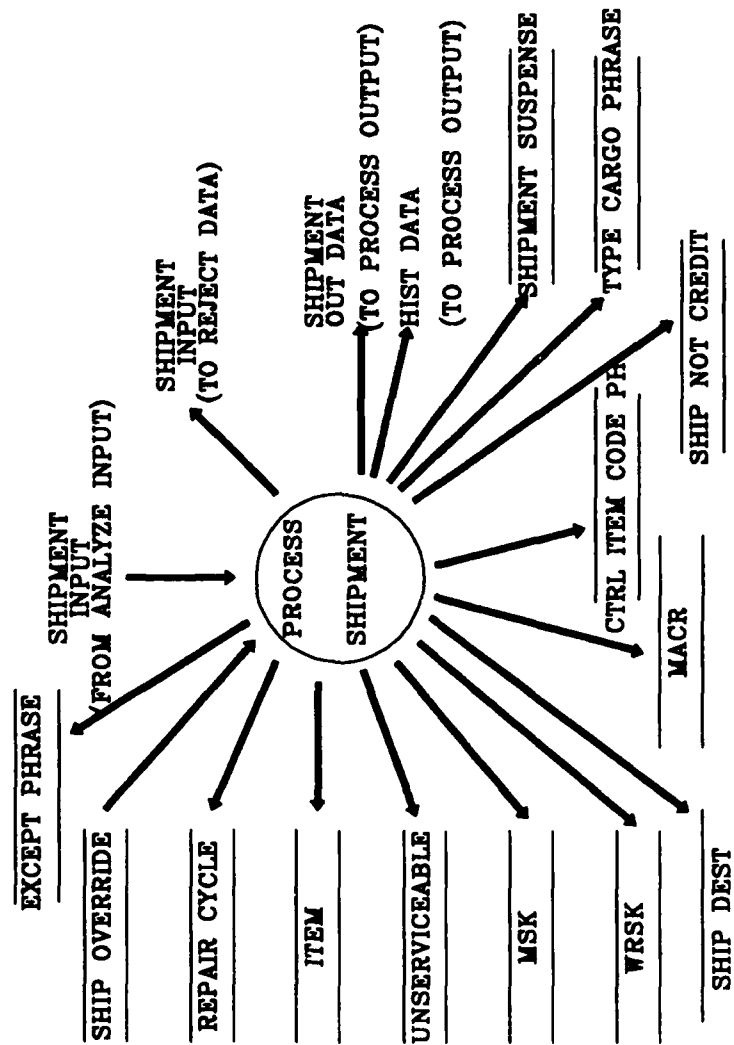 EXCEPT PHRASE
SHIP OVERRIDE
REPAIR CYCLE
ITEM
UNSERVICEABLE
MSK
WRSK
SHIP DEST
SHIPMENT
INPUT
(FROM ANALYZE INPUT)
PROCESS
SHIPMENT
MACR
CTRL ITEM CODE PH
SHIPMENT
INPUT
(TO REJECT DATA)
SHIPMENT
OUT DATA
(TO PROCESS OUTPUT)
HIST DATA
(TO PROCESS OUTPUT)
SHIPMENT SUSPENSE
TYPE CARGO PHRASE
SHIP NOT CREDIT